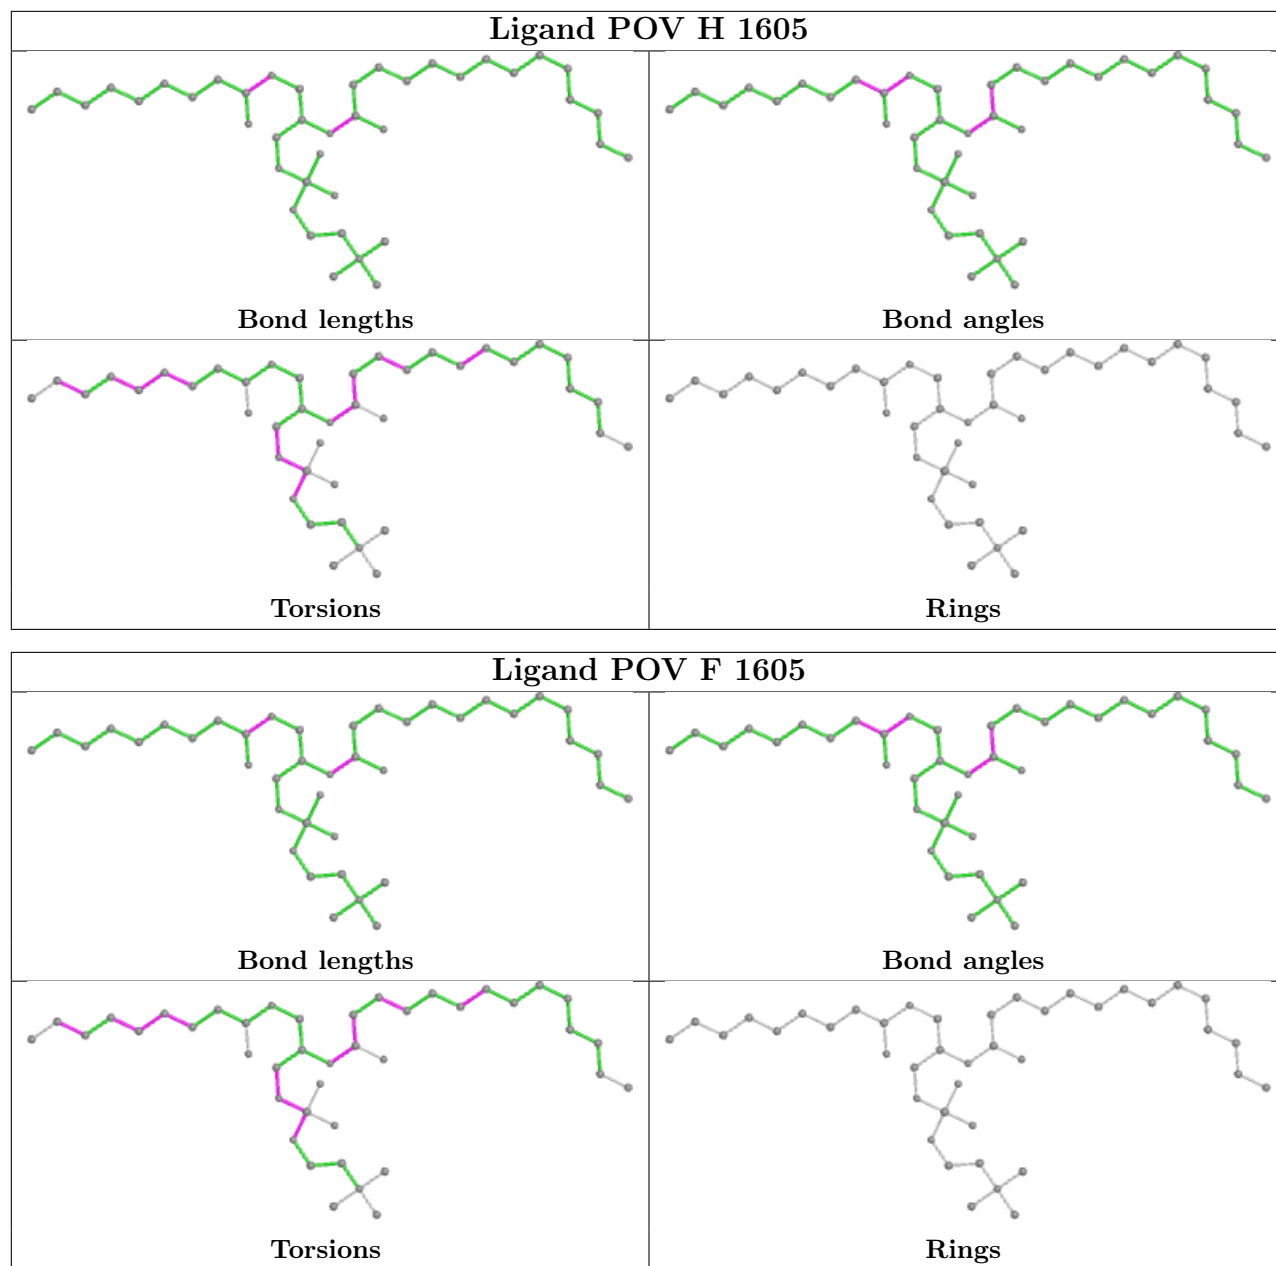 Ligand POV H 1605
Bond lengths
Bond angles
Torsions
Rings
Ligand POV F 1605
Bond lengths
Bond angles
Torsions
Rings